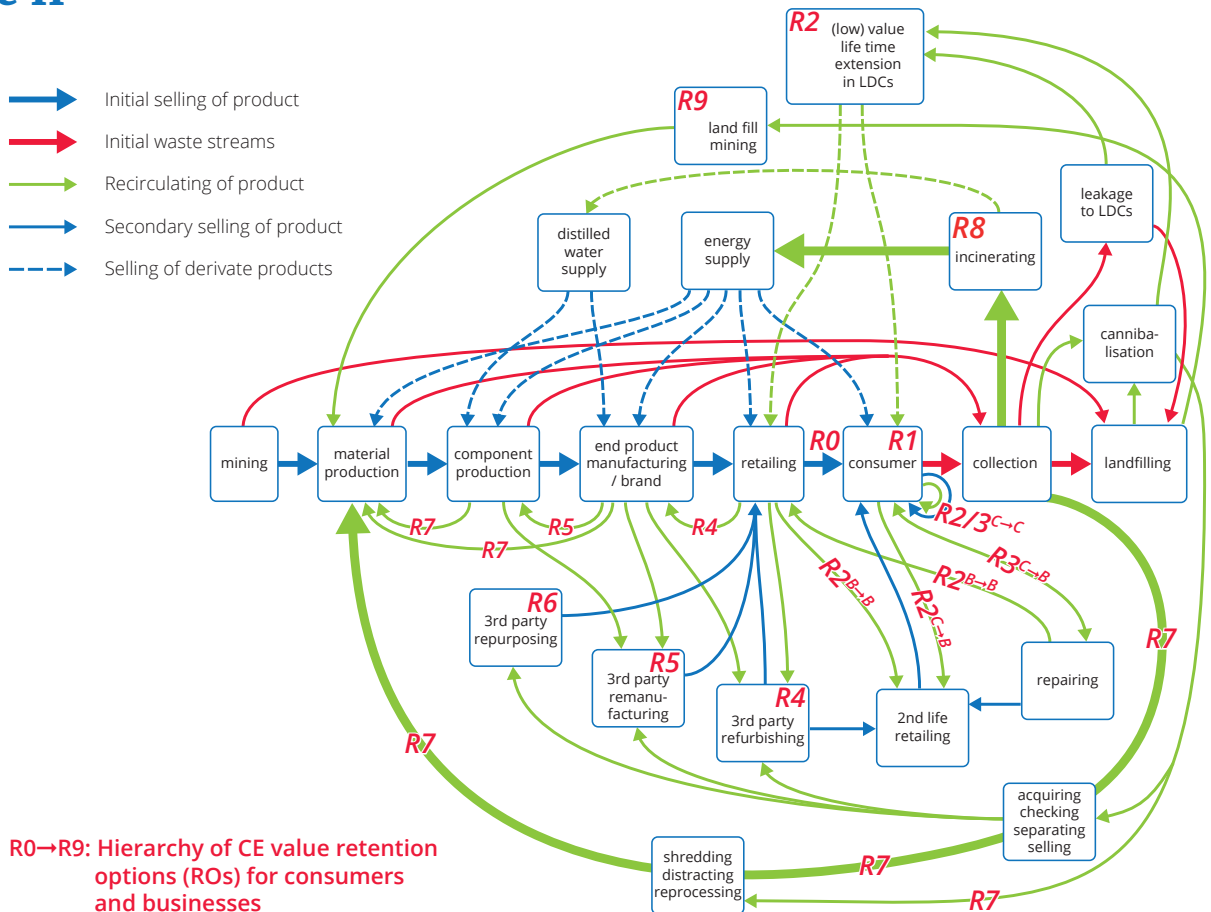 R2
(low) value
life time
extension
in LDCs
Initial selling of product
Initial waste streams
Recirculating of product
Secondary selling of product
Selling of derivate products
R9
land fill
mining
leakage
to LDCs
distilled
water
supply
energy
supply
R8
incinerating
canniba-
lisation
mining
material
production
component
production
end product
manufacturing
/ brand
retailing
R0
R1
consumer
collection
landfilling
R7
R7
R5
R4
R2/3C→C
R3C→B
R2B→B
R2B→B
R2C→B
R7
R6
3rd party
repurposing
R5
3rd party
remanu-
facturing
R4
3rd party
refurbishing
2nd life
retailing
repairing
R7
acquiring
checking
separating
selling
shredding
distracting
reprocessing
R7
R7
R0→R9: Hierarchy of CE value retention
options (ROs) for consumers
and businesses